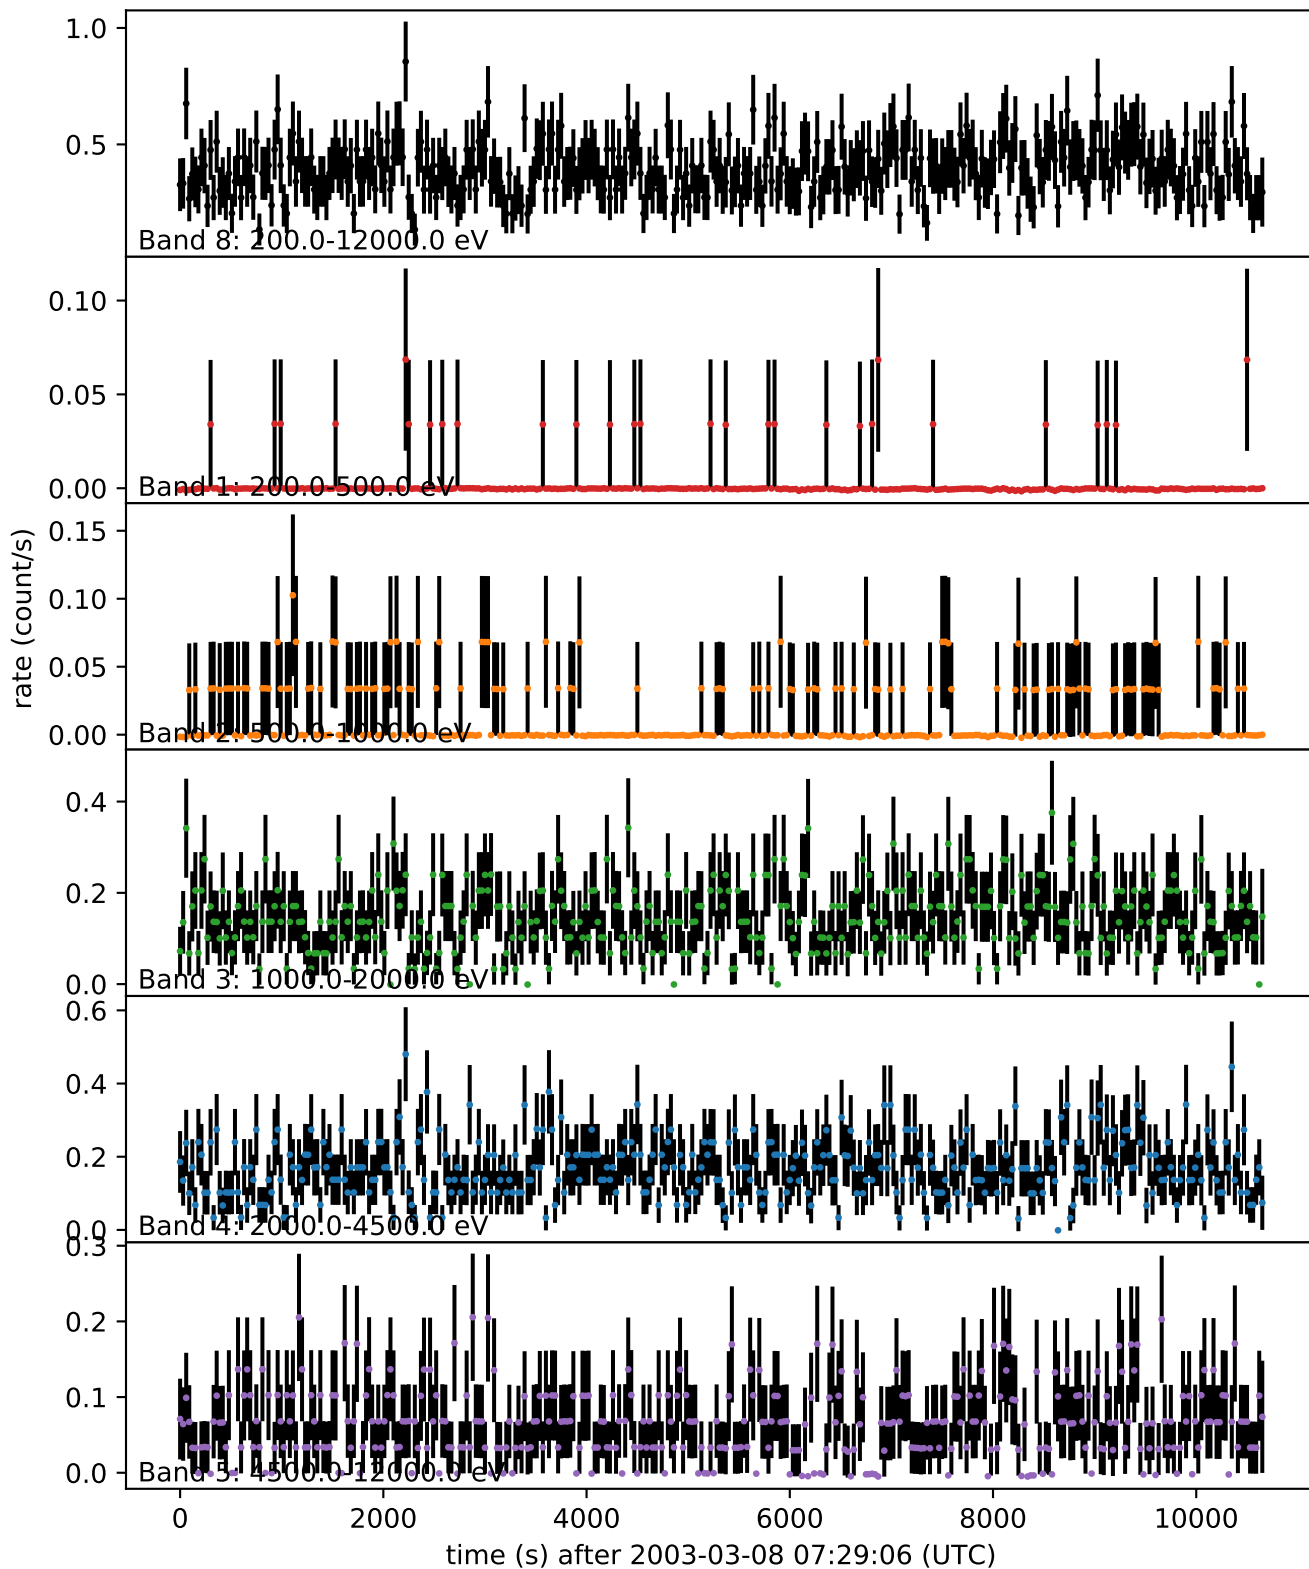 1.0
0.5
Band 8: 200.0-12000.0 eV
0.10
0.05
0.00
Band 1: 200.0-500.0 eV
0.15
0.10
0.05
0.00
Band 2: 500.0-1000.0 eV
rate (count/s)
0.4
0.2
0.0
Band 3: 1000.0-2000.0 eV
0.6
0.4
0.2
0.0
Band 4: 2000.0-4500.0 eV
0.3
0.2
0.1
0.0
Band 5: 4500.0-12000.0 eV
0 2000 4000 6000 8000 10000
time (s) after 2003-03-08 07:29:06 (UTC)